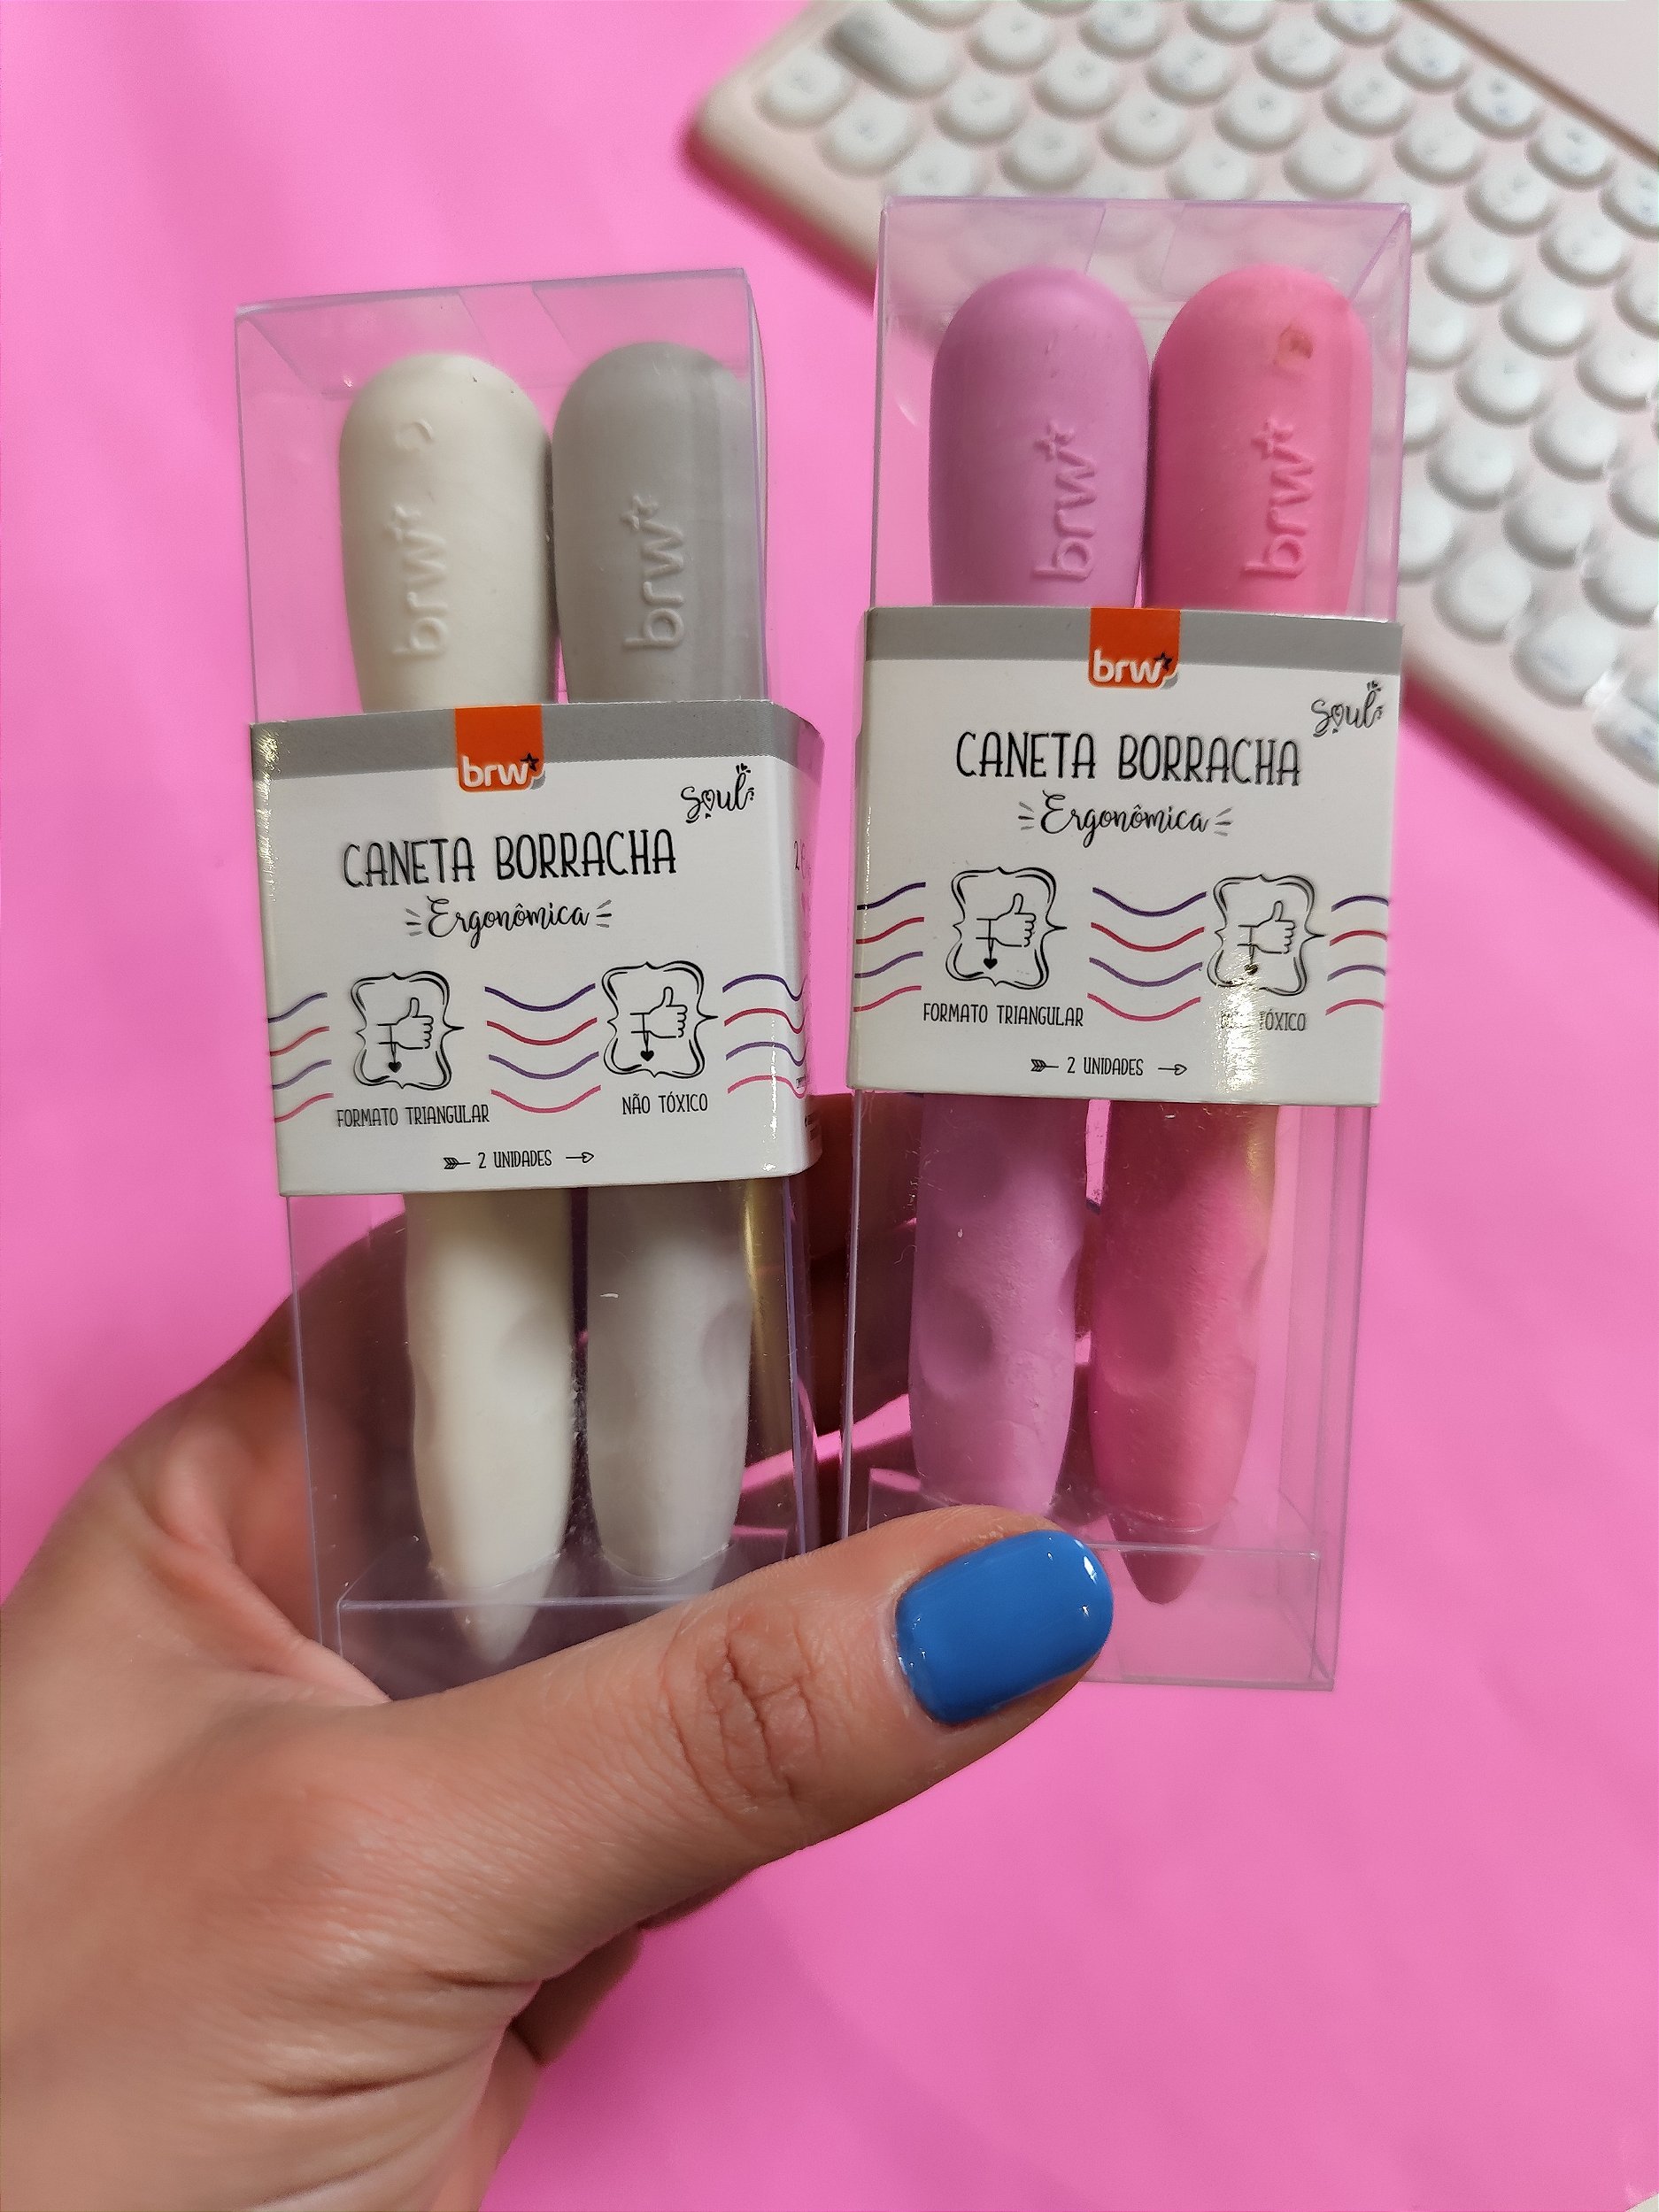 brw
brw
brw
Soul
CANETA BORRACHA
Ergonômica
FORMATO TRIANGULAR
NÃO TÓXICO
2 UNIDADES
brw
brw
brw
Soul
CANETA BORRACHA
Ergonômica
FORMATO TRIANGULAR
TÓXICO
2 UNIDADES